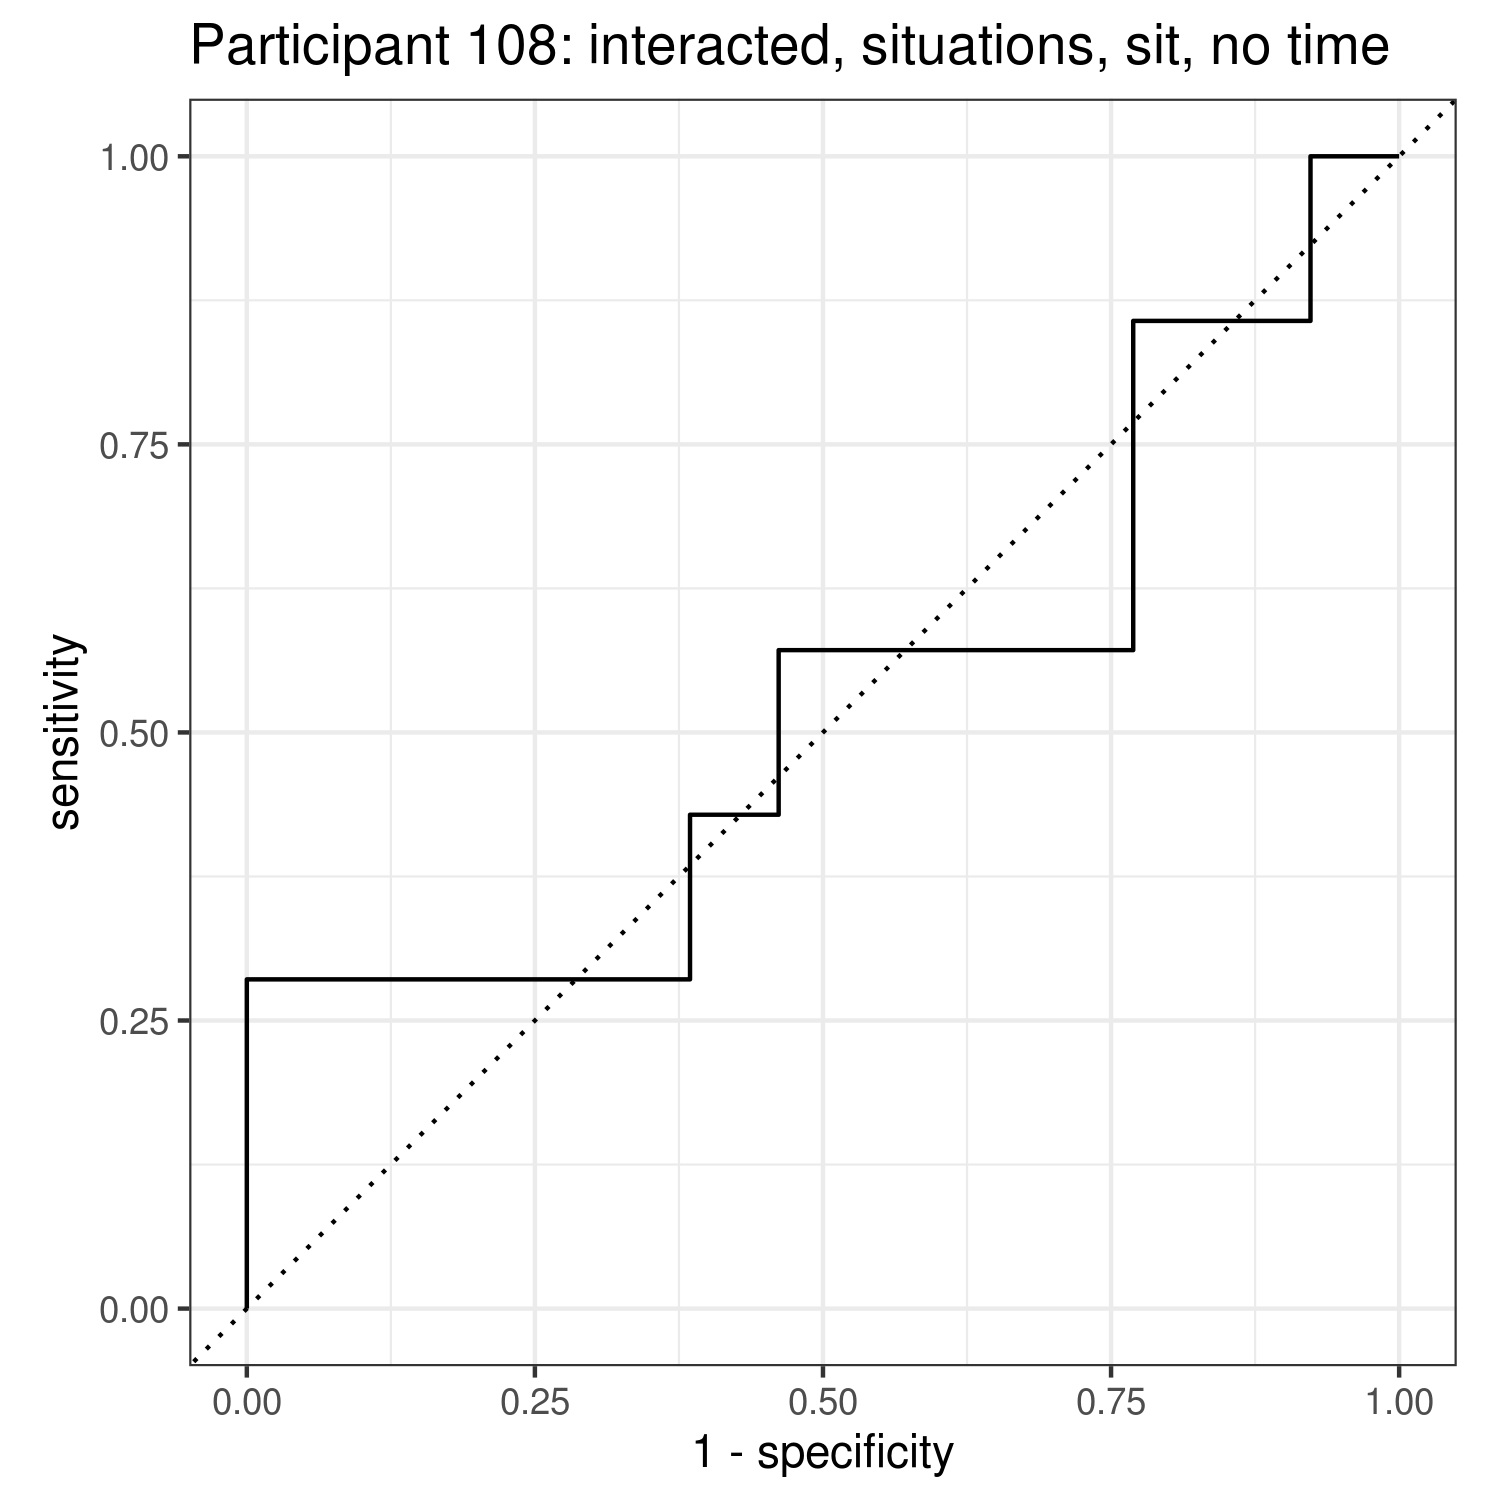 Participant 108: interacted, situations, sit, no time
1.00
0.75
0.50
0.25
0.00
sensitivity
0.00 0.25 0.50 0.75 1.00
1 - specificity